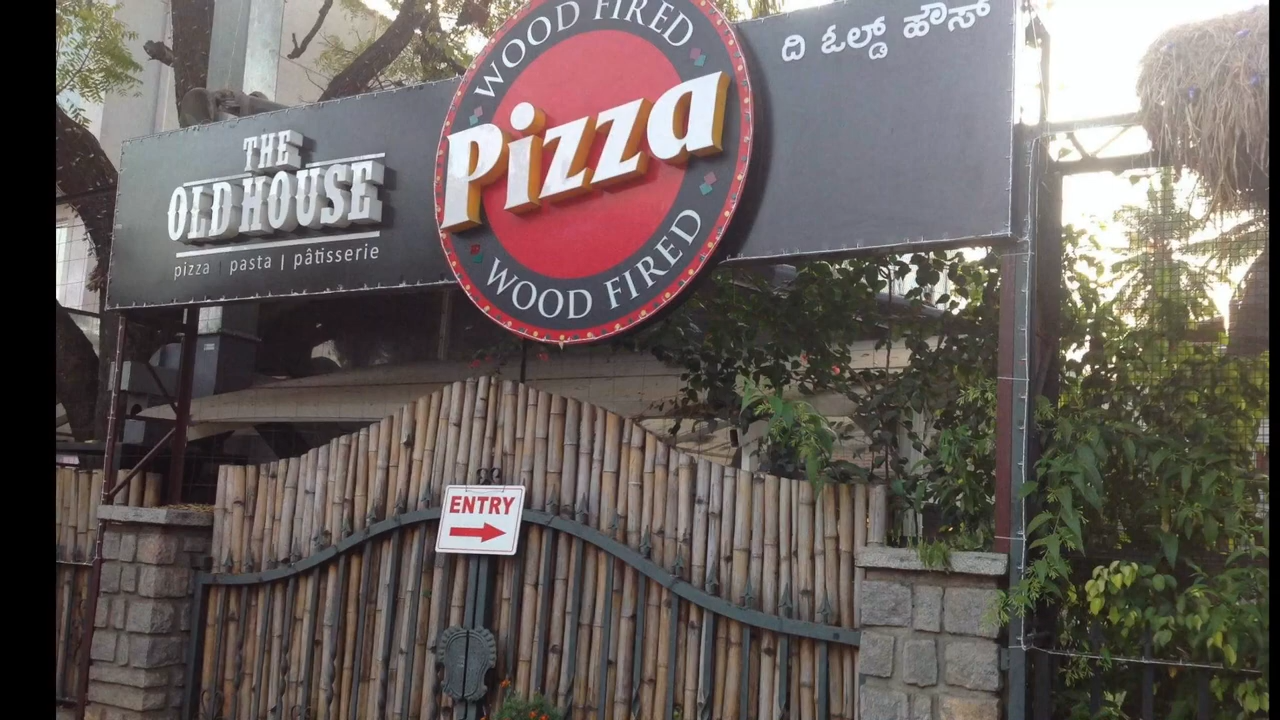 THE
OLD HOUSE
pizza | pasta | pâtisserie
WOOD FIRED
Pizza
WOOD FIRED
ದಿ ಓಲ್ಡ್ ಹೌಸ್
ENTRY